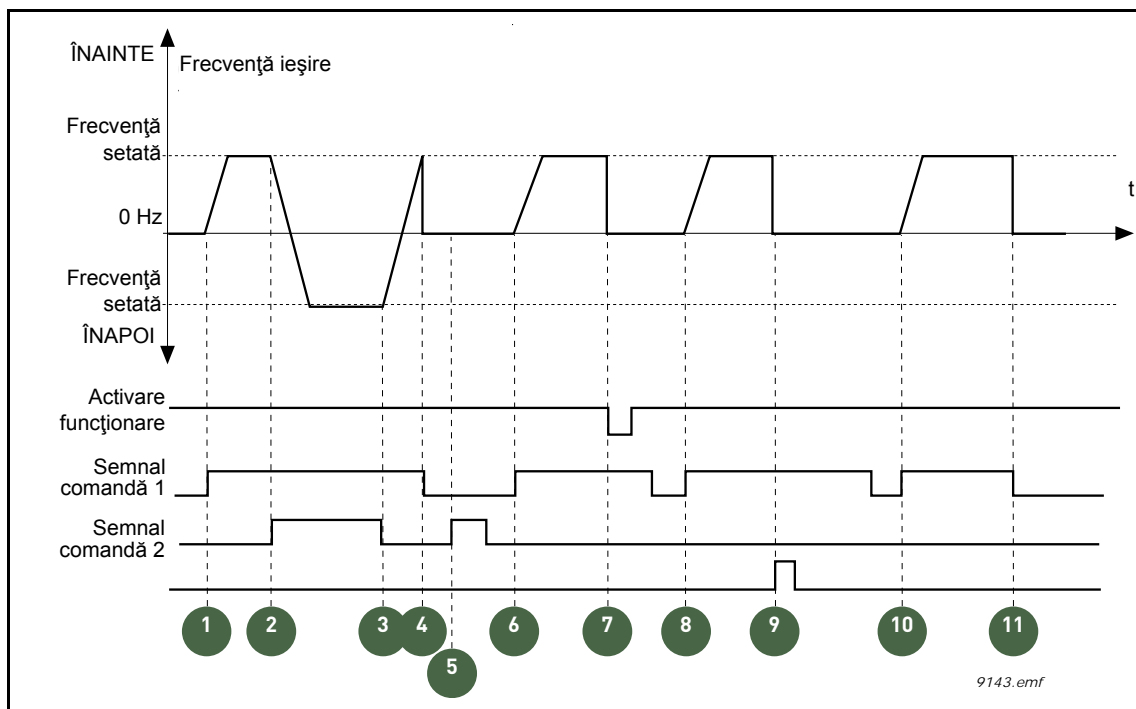 ÎNAINTE
Frecvenţă ieşire
Frecvenţă
setată
t
0 Hz
Frecvenţă
setată
ÎNAPOI
Activare
funcţionare
Semnal
comandă 1
Semnal
comandă 2
1 2 3 4 6 7 8 9 10 11
5
9143.emf